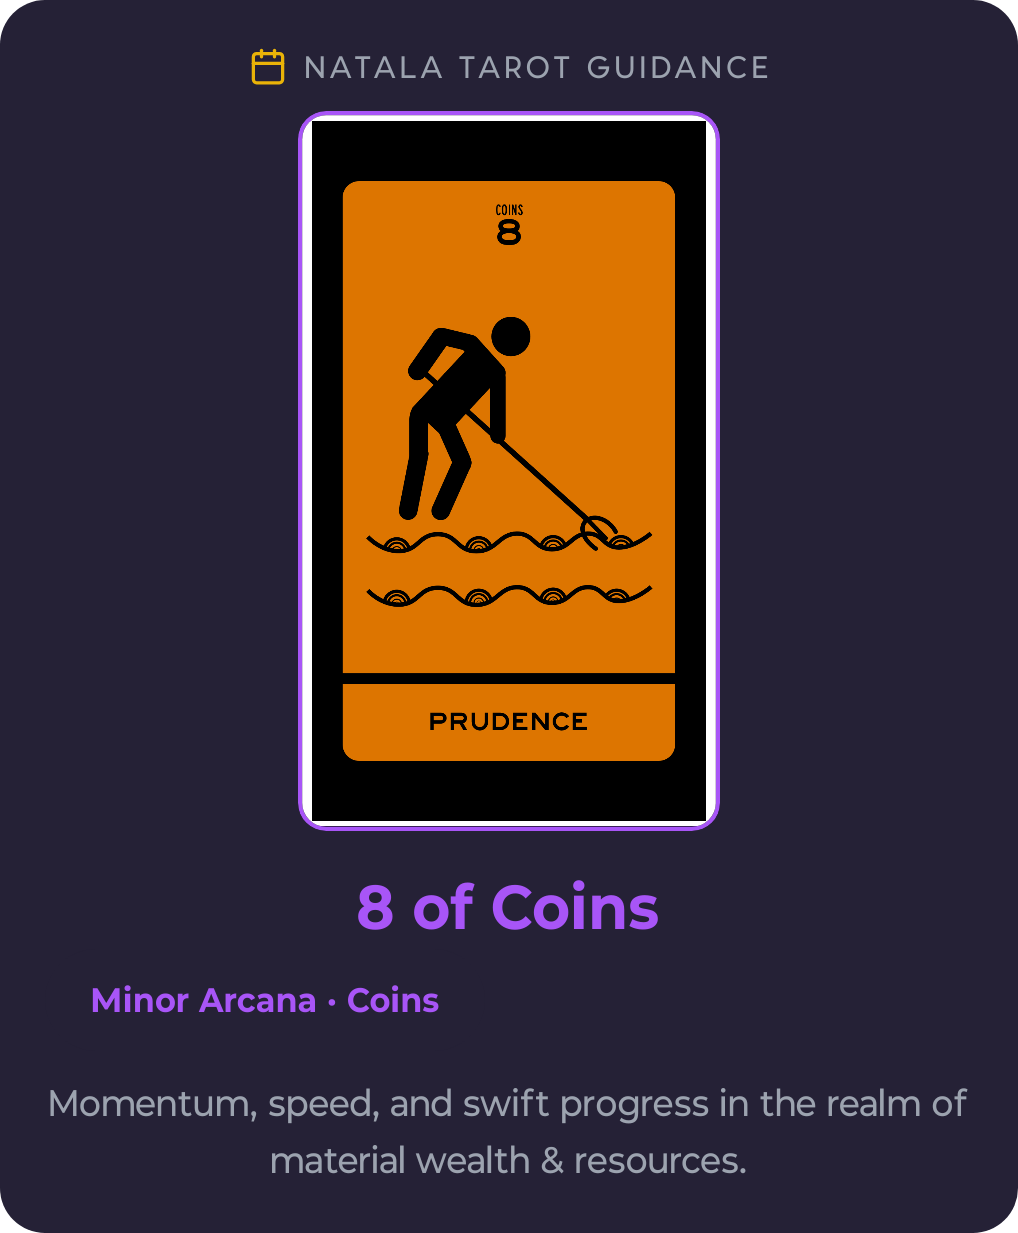 NATALA TAROT GUIDANCE
COINS
8
PRUDENCE
8 of Coins
Minor Arcana · Coins
Momentum, speed, and swift progress in the realm of
material wealth & resources.